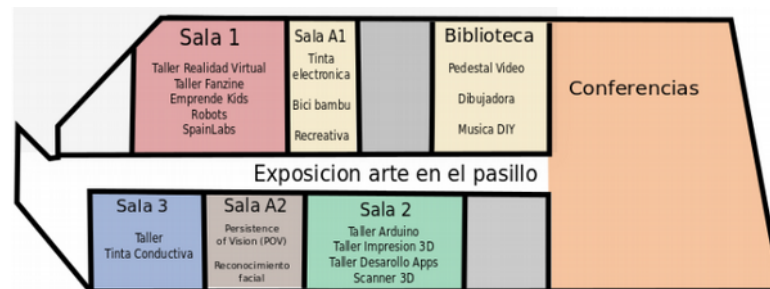 Sala 1
Taller Realidad Virtual
Taller Fanzine
Emprende Kids
Robots
SpainLabs
Sala A1
Tinta
electronica
Bici bambu
Recreativa
Biblioteca
Pedestal Video
Dibujadora
Musica DIY
Conferencias
Exposicion arte en el pasillo
Sala 3
Taller
Tinta Conductiva
Sala A2
Persistence
of Vision (POV)
Reconocimiento
facial
Sala 2
Taller Arduino
Taller Impresion 3D
Taller Desarollo Apps
Scanner 3D